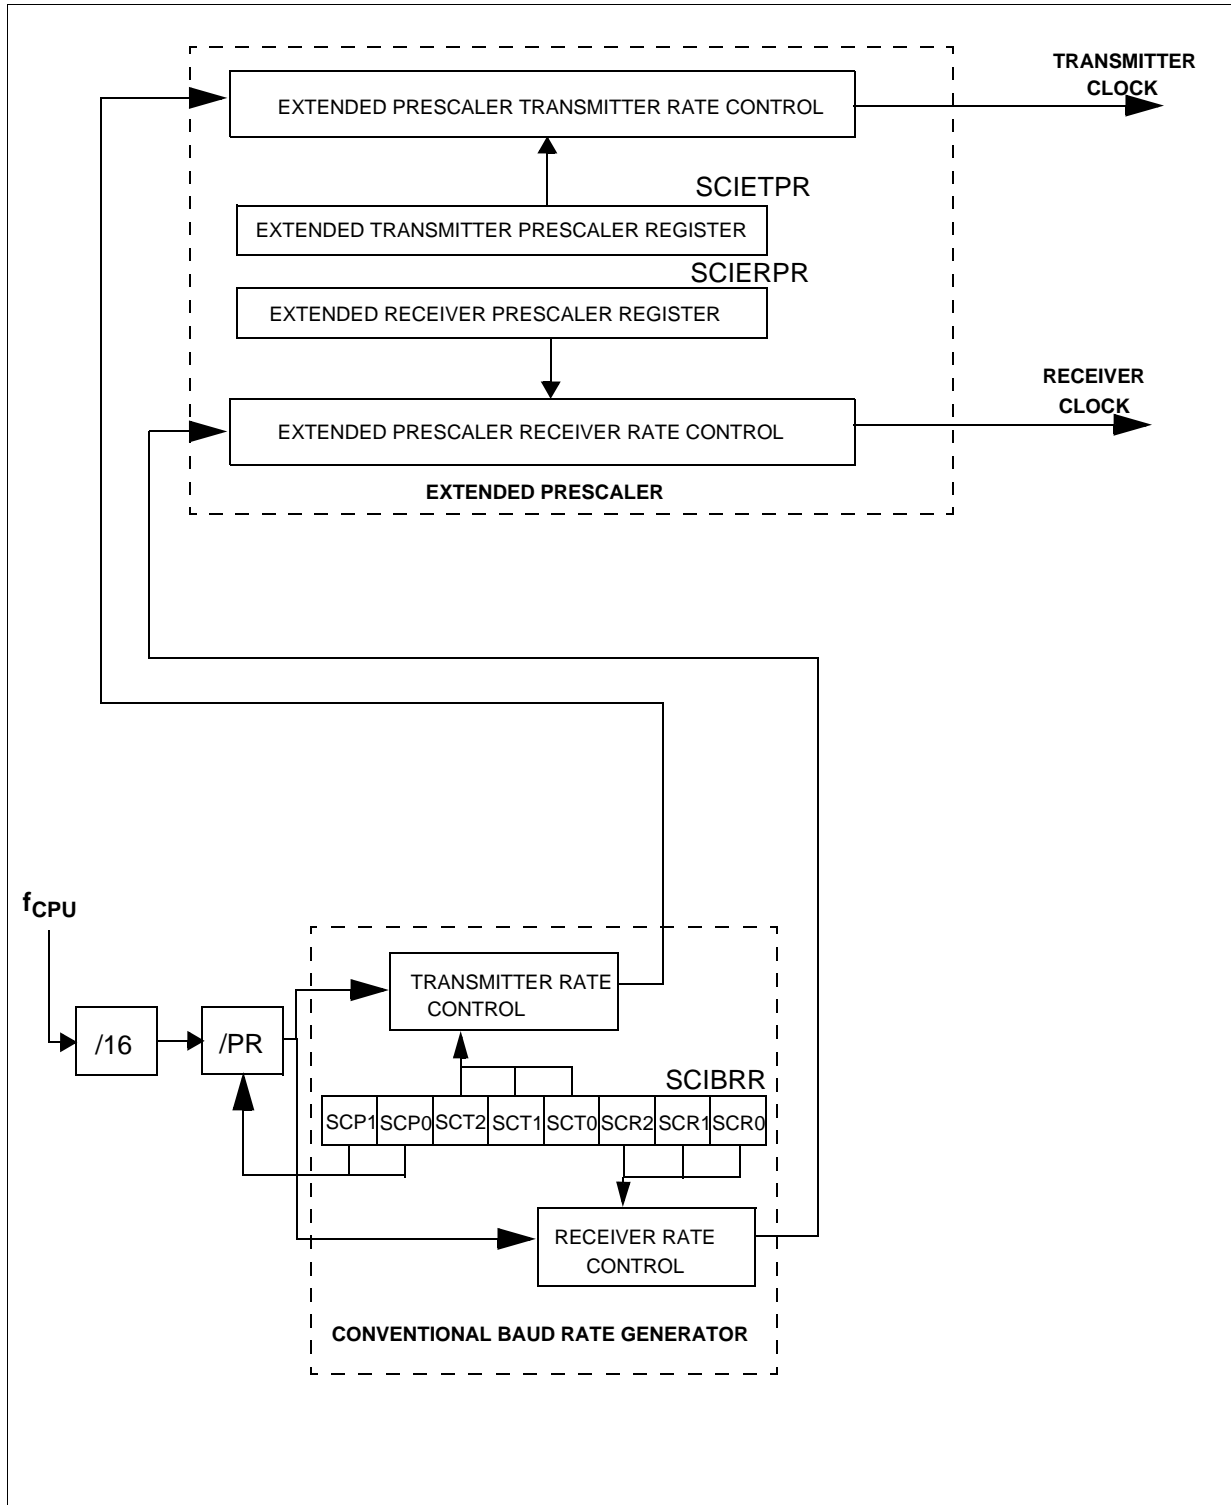 TRANSMITTER
CLOCK
EXTENDED PRESCALER TRANSMITTER RATE CONTROL
SCIETPR
EXTENDED TRANSMITTER PRESCALER REGISTER
SCIERPR
EXTENDED RECEIVER PRESCALER REGISTER
RECEIVER
CLOCK
EXTENDED PRESCALER RECEIVER RATE CONTROL
EXTENDED PRESCALER
fCPU
TRANSMITTER RATE
CONTROL
/16
/PR
SCIBRR
SCP1 SCP0 SCT2 SCT1 SCT0 SCR2 SCR1 SCR0
RECEIVER RATE
CONTROL
CONVENTIONAL BAUD RATE GENERATOR